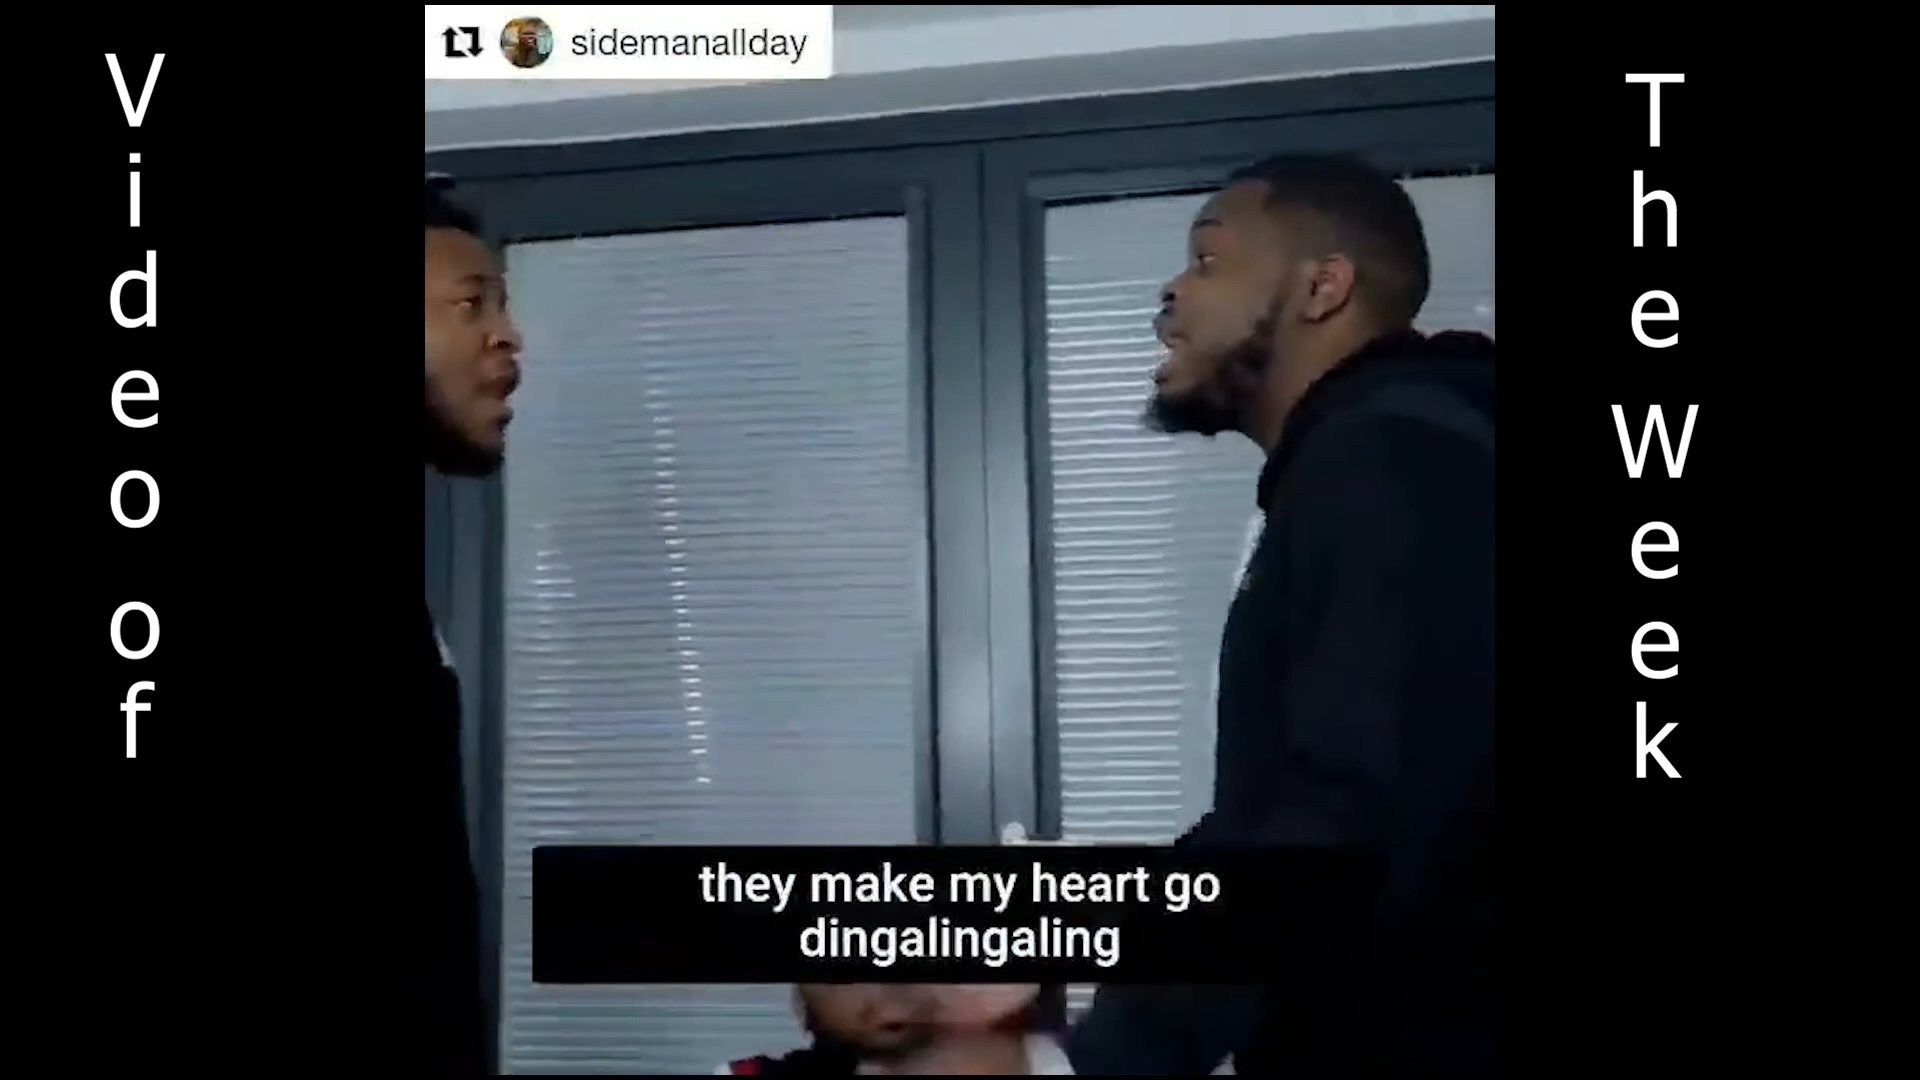 Video of
sidemanallday
The Week
they make my heart go
dingalingaling